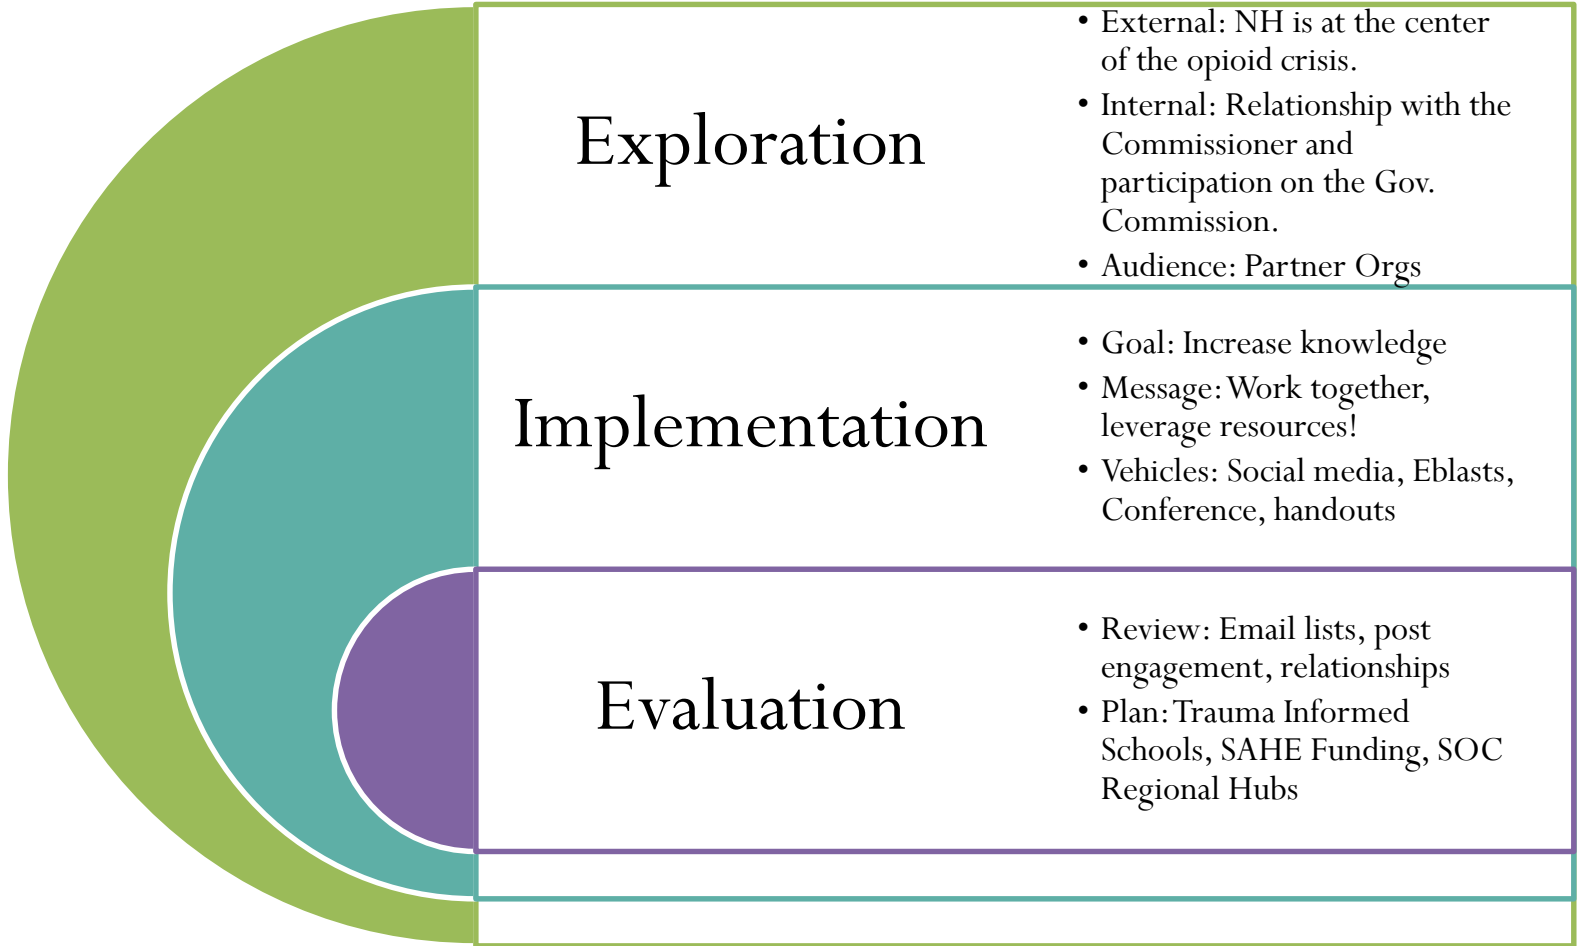 Exploration
• External: NH is at the center
of the opioid crisis.
• Internal: Relationship with the
Commissioner and
participation on the Gov.
Commission.
• Audience: Partner Orgs
Implementation
• Goal: Increase knowledge
• Message: Work together,
leverage resources!
• Vehicles: Social media, Eblasts,
Conference, handouts
Evaluation
• Review: Email lists, post
engagement, relationships
• Plan: Trauma Informed
Schools, SAHE Funding, SOC
Regional Hubs